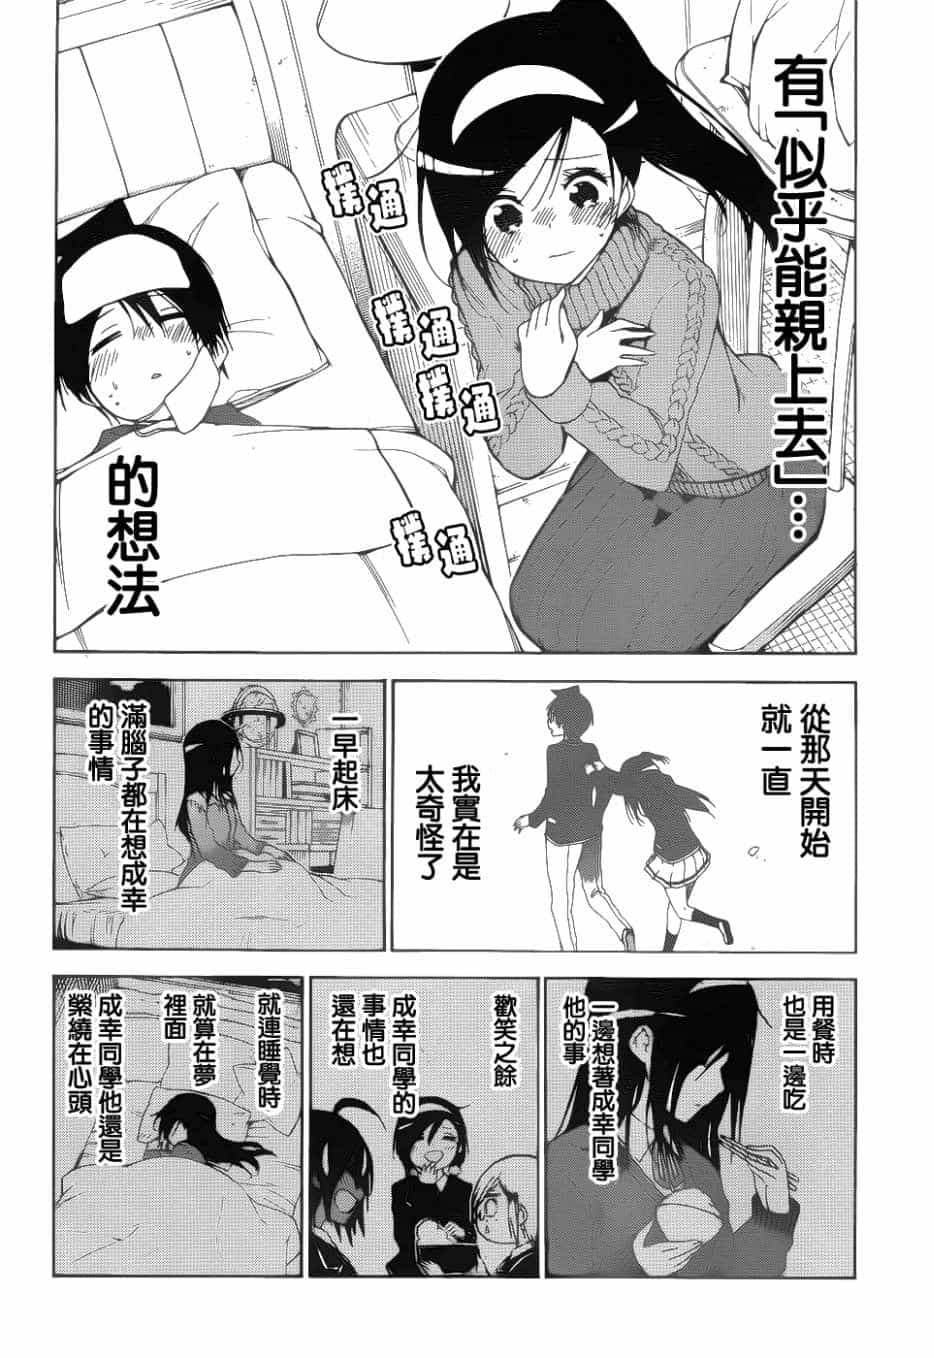 有「似乎能親上去」…
撲通
撲通
撲通
撲通
的想法
從那天開始
就一直
我實在是
太奇怪了
一早起床
滿腦子都在想成幸
的事情
用餐時
也是一邊吃
一邊想著成幸同學
他的事
歡笑之餘
成幸同學的
事情也
還在想
就連睡覺時
就算在夢
裡面
成幸同學他還是
縈繞在心頭